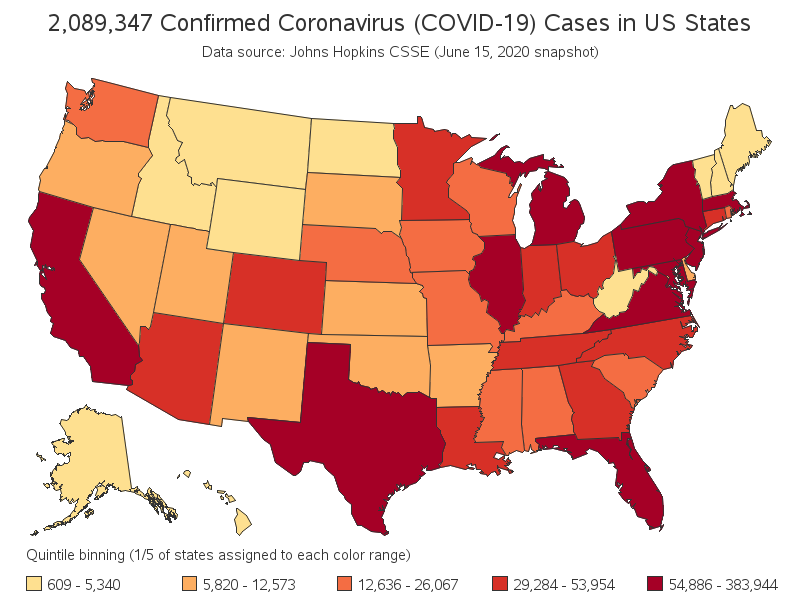 2,089,347 Confirmed Coronavirus (COVID-19) Cases in US States
Data source: Johns Hopkins CSSE (June 15, 2020 snapshot)
Quintile binning (1/5 of states assigned to each color range)
609 - 5,340 5,820 - 12,573 12,636 - 26,067 29,284 - 53,954 54,886 - 383,944